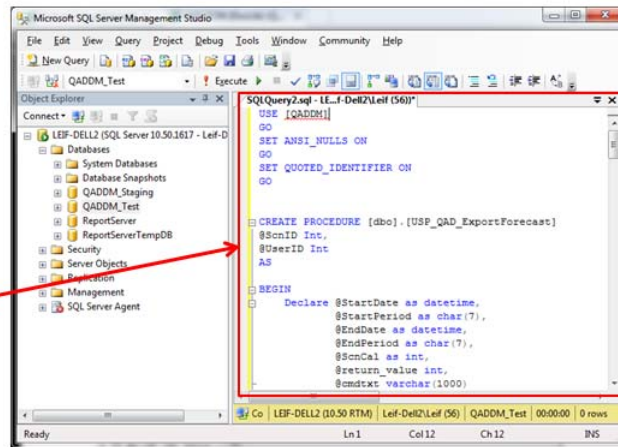 Microsoft SQL Server Management Studio
File Edit View Query Project Debug Tools Window Community Help
New Query
QADDM_Test
Execute
Object Explorer
Connect
LEIF-DELL2 (SQL Server 10.50.1617 - Leif-D
Databases
System Databases
Database Snapshots
QADDM_Staging
QADDM_Test
ReportServer
ReportServerTempDB
Security
Server Objects
Replication
Management
SQL Server Agent
SQLQuery2.sql - LE...f-Dell2\Leif (56))*
USE [QADDM]
GO
SET ANSI_NULLS ON
GO
SET QUOTED_IDENTIFIER ON
GO
CREATE PROCEDURE [dbo].[USP_QAD_ExportForecast]
@ScnID Int,
@UserID Int
AS
BEGIN
Declare @StartDate as datetime,
@StartPeriod as char(7),
@EndDate as datetime,
@EndPeriod as char(7),
@ScnCal as int,
@return_value int,
@cmdtxt varchar(1000)
Co LEIF-DELL2 (10.50 RTM) Leif-Dell2\Leif (56) QADDM_Test 00:00:00 0 rows
Ready Ln 1 Col 12 Ch 12 INS